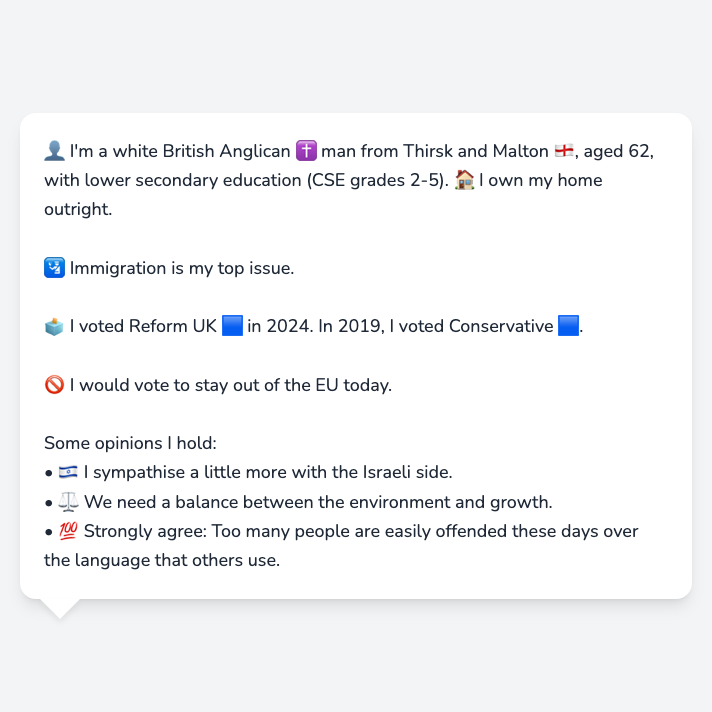 👤 I'm a white British Anglican ✝️ man from Thirsk and Malton 🏴󠁧󠁢󠁥󠁮󠁧󠁿, aged 62,
with lower secondary education (CSE grades 2-5). 🏠 I own my home
outright.
🛂 Immigration is my top issue.
🗳️ I voted Reform UK 🟦 in 2024. In 2019, I voted Conservative 🟦.
🚫 I would vote to stay out of the EU today.
Some opinions I hold:
• 🇮🇱 I sympathise a little more with the Israeli side.
• ⚖️ We need a balance between the environment and growth.
• 💯 Strongly agree: Too many people are easily offended these days over
the language that others use.